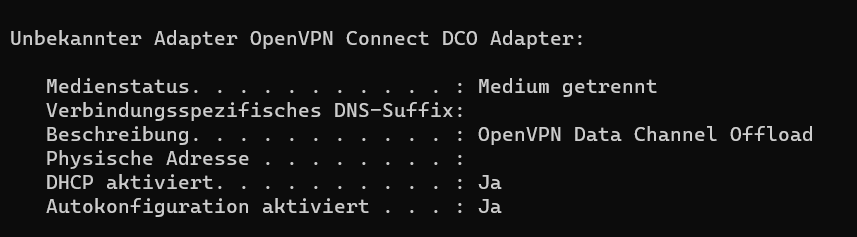 Unbekannter Adapter OpenVPN Connect DCO Adapter:
Medienstatus. . . . . . . . . . . : Medium getrennt
Verbindungsspezifisches DNS-Suffix:
Beschreibung. . . . . . . . . . . : OpenVPN Data Channel Offload
Physische Adresse . . . . . . . . :
DHCP aktiviert. . . . . . . . . . : Ja
Autokonfiguration aktiviert . . . : Ja